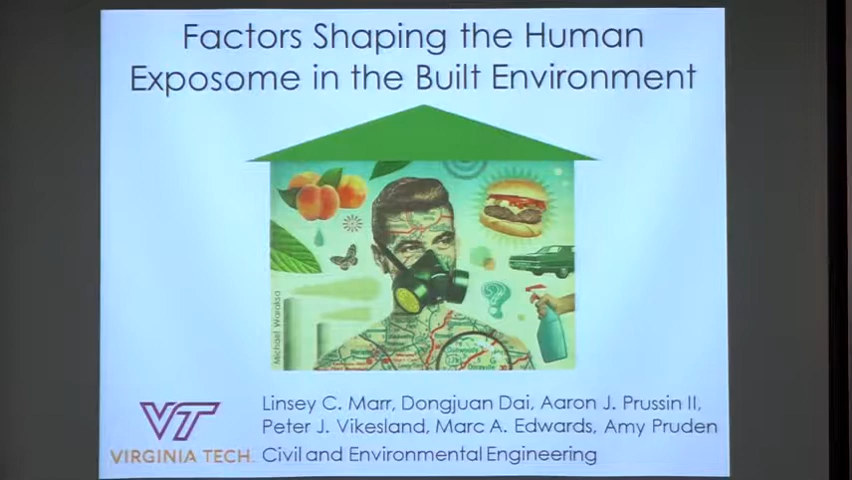 Factors Shaping the Human
Exposome in the Built Environment
Michael Waraksa
Linsey C. Marr, Dongjuan Dai, Aaron J. Prussin II,
Peter J. Vikesland, Marc A. Edwards, Amy Pruden
VT
VIRGINIA TECH
Civil and Environmental Engineering